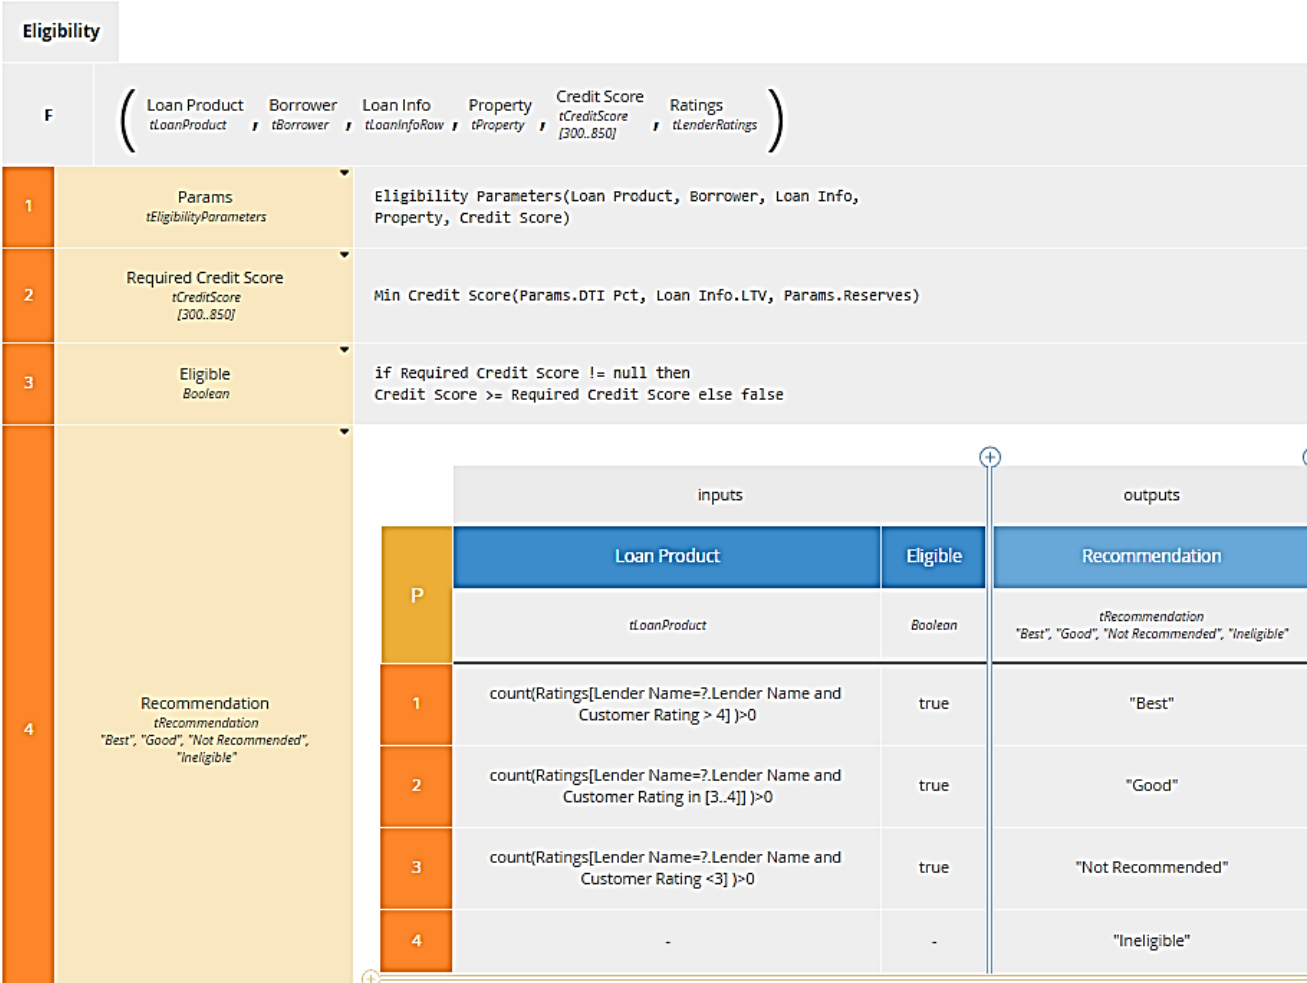 Eligibility
F
( Loan Product , Borrower , Loan Info , Property , Credit Score , Ratings )
tLoanProduct tBorrower tLoanInfoRow tProperty tCreditScore tLenderRatings
[300..850]
1
Params
tEligibilityParameters
Eligibility Parameters(Loan Product, Borrower, Loan Info,
Property, Credit Score)
2
Required Credit Score
tCreditScore
[300..850]
Min Credit Score(Params.DTI Pct, Loan Info.LTV, Params.Reserves)
3
Eligible
Boolean
if Required Credit Score != null then
Credit Score >= Required Credit Score else false
4
Recommendation
tRecommendation
"Best", "Good", "Not Recommended",
"Ineligible"
inputs
outputs
P
Loan Product
Eligible
Recommendation
tLoanProduct
Boolean
tRecommendation
"Best", "Good", "Not Recommended", "Ineligible"
1
count(Ratings[Lender Name=?.Lender Name and
Customer Rating > 4] )>0
true
"Best"
2
count(Ratings[Lender Name=?.Lender Name and
Customer Rating in [3..4]] )>0
true
"Good"
3
count(Ratings[Lender Name=?.Lender Name and
Customer Rating <3] )>0
true
"Not Recommended"
4
-
-
"Ineligible"